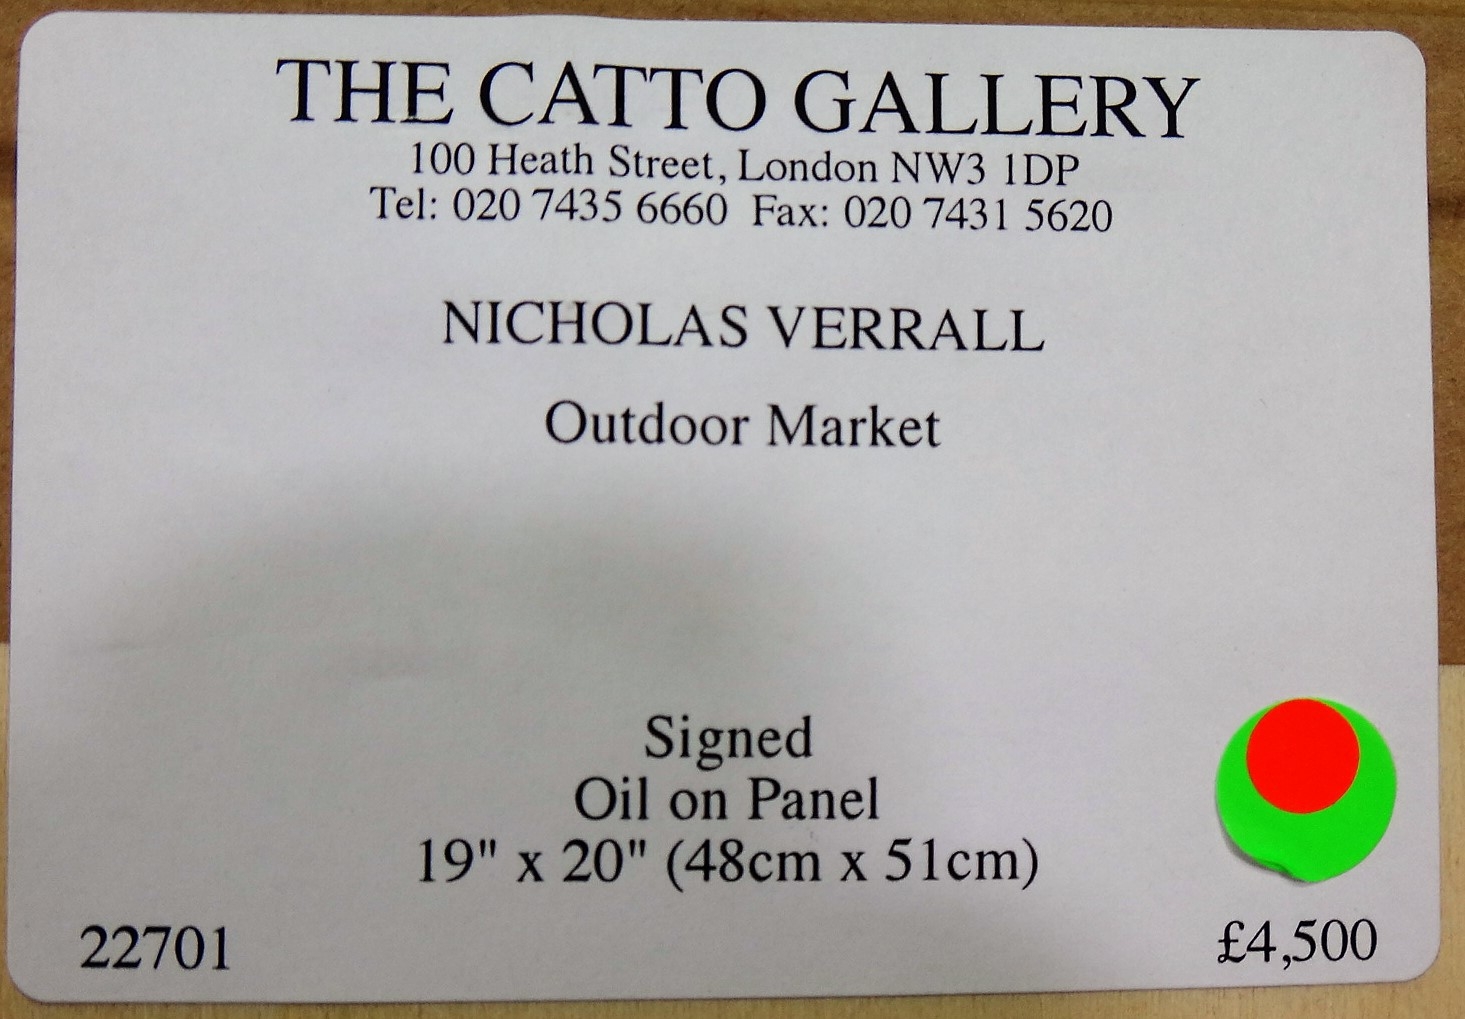 THE CATTO GALLERY
100 Heath Street, London NW3 1DP
Tel: 020 7435 6660 Fax: 020 7431 5620
NICHOLAS VERRALL
Outdoor Market
Signed
Oil on Panel
19" x 20" (48cm x 51cm)
22701 £4,500